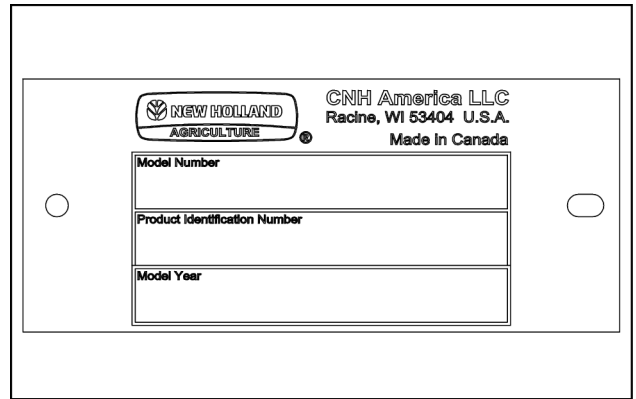 NEW HOLLAND
AGRICULTURE ®
CNH America LLC
Racine, WI 53404 U.S.A.
Made in Canada
Model Number
Product Identification Number
Model Year